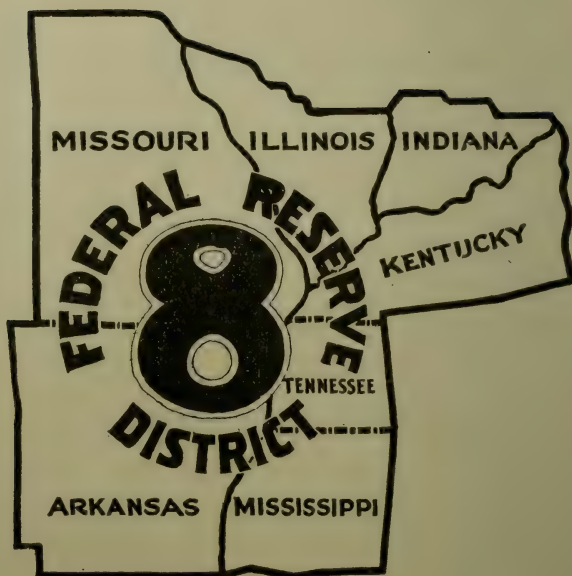 MISSOURI
ILLINOIS
INDIANA
KENTUCKY
FEDERAL RESERVE
8
DISTRICT
TENNESSEE
ARKANSAS
MISSISSIPPI